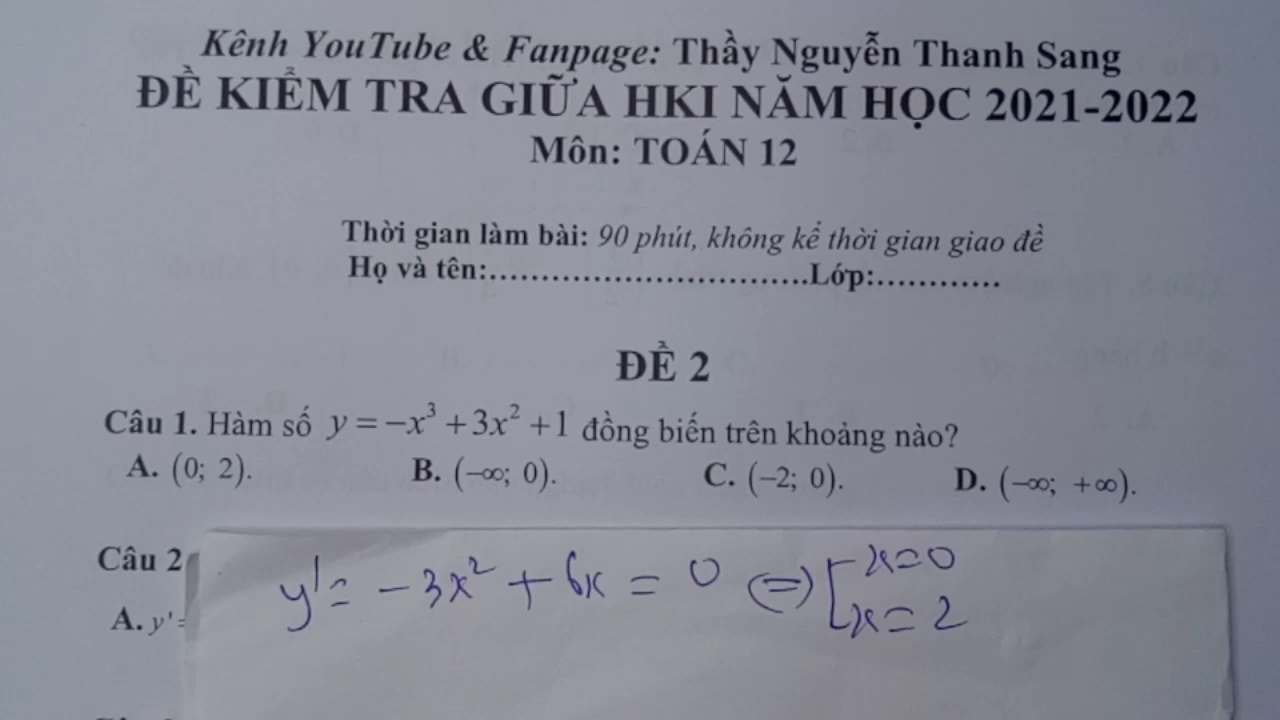 Kênh YouTube & Fanpage: Thầy Nguyễn Thanh Sang
ĐỀ KIỂM TRA GIỮA HKI NĂM HỌC 2021-2022
Môn: TOÁN 12
Thời gian làm bài: 90 phút, không kể thời gian giao đề
Họ và tên:.......................................Lớp:............
ĐỀ 2
Câu 1. Hàm số y = −x³ + 3x² + 1 đồng biến trên khoảng nào?
A. (0; 2). B. (−∞; 0). C. (−2; 0). D. (−∞; +∞).
Câu 2
y' = −3x² + 6x = 0 ⇔ [ x = 0
x = 2
A. y' =